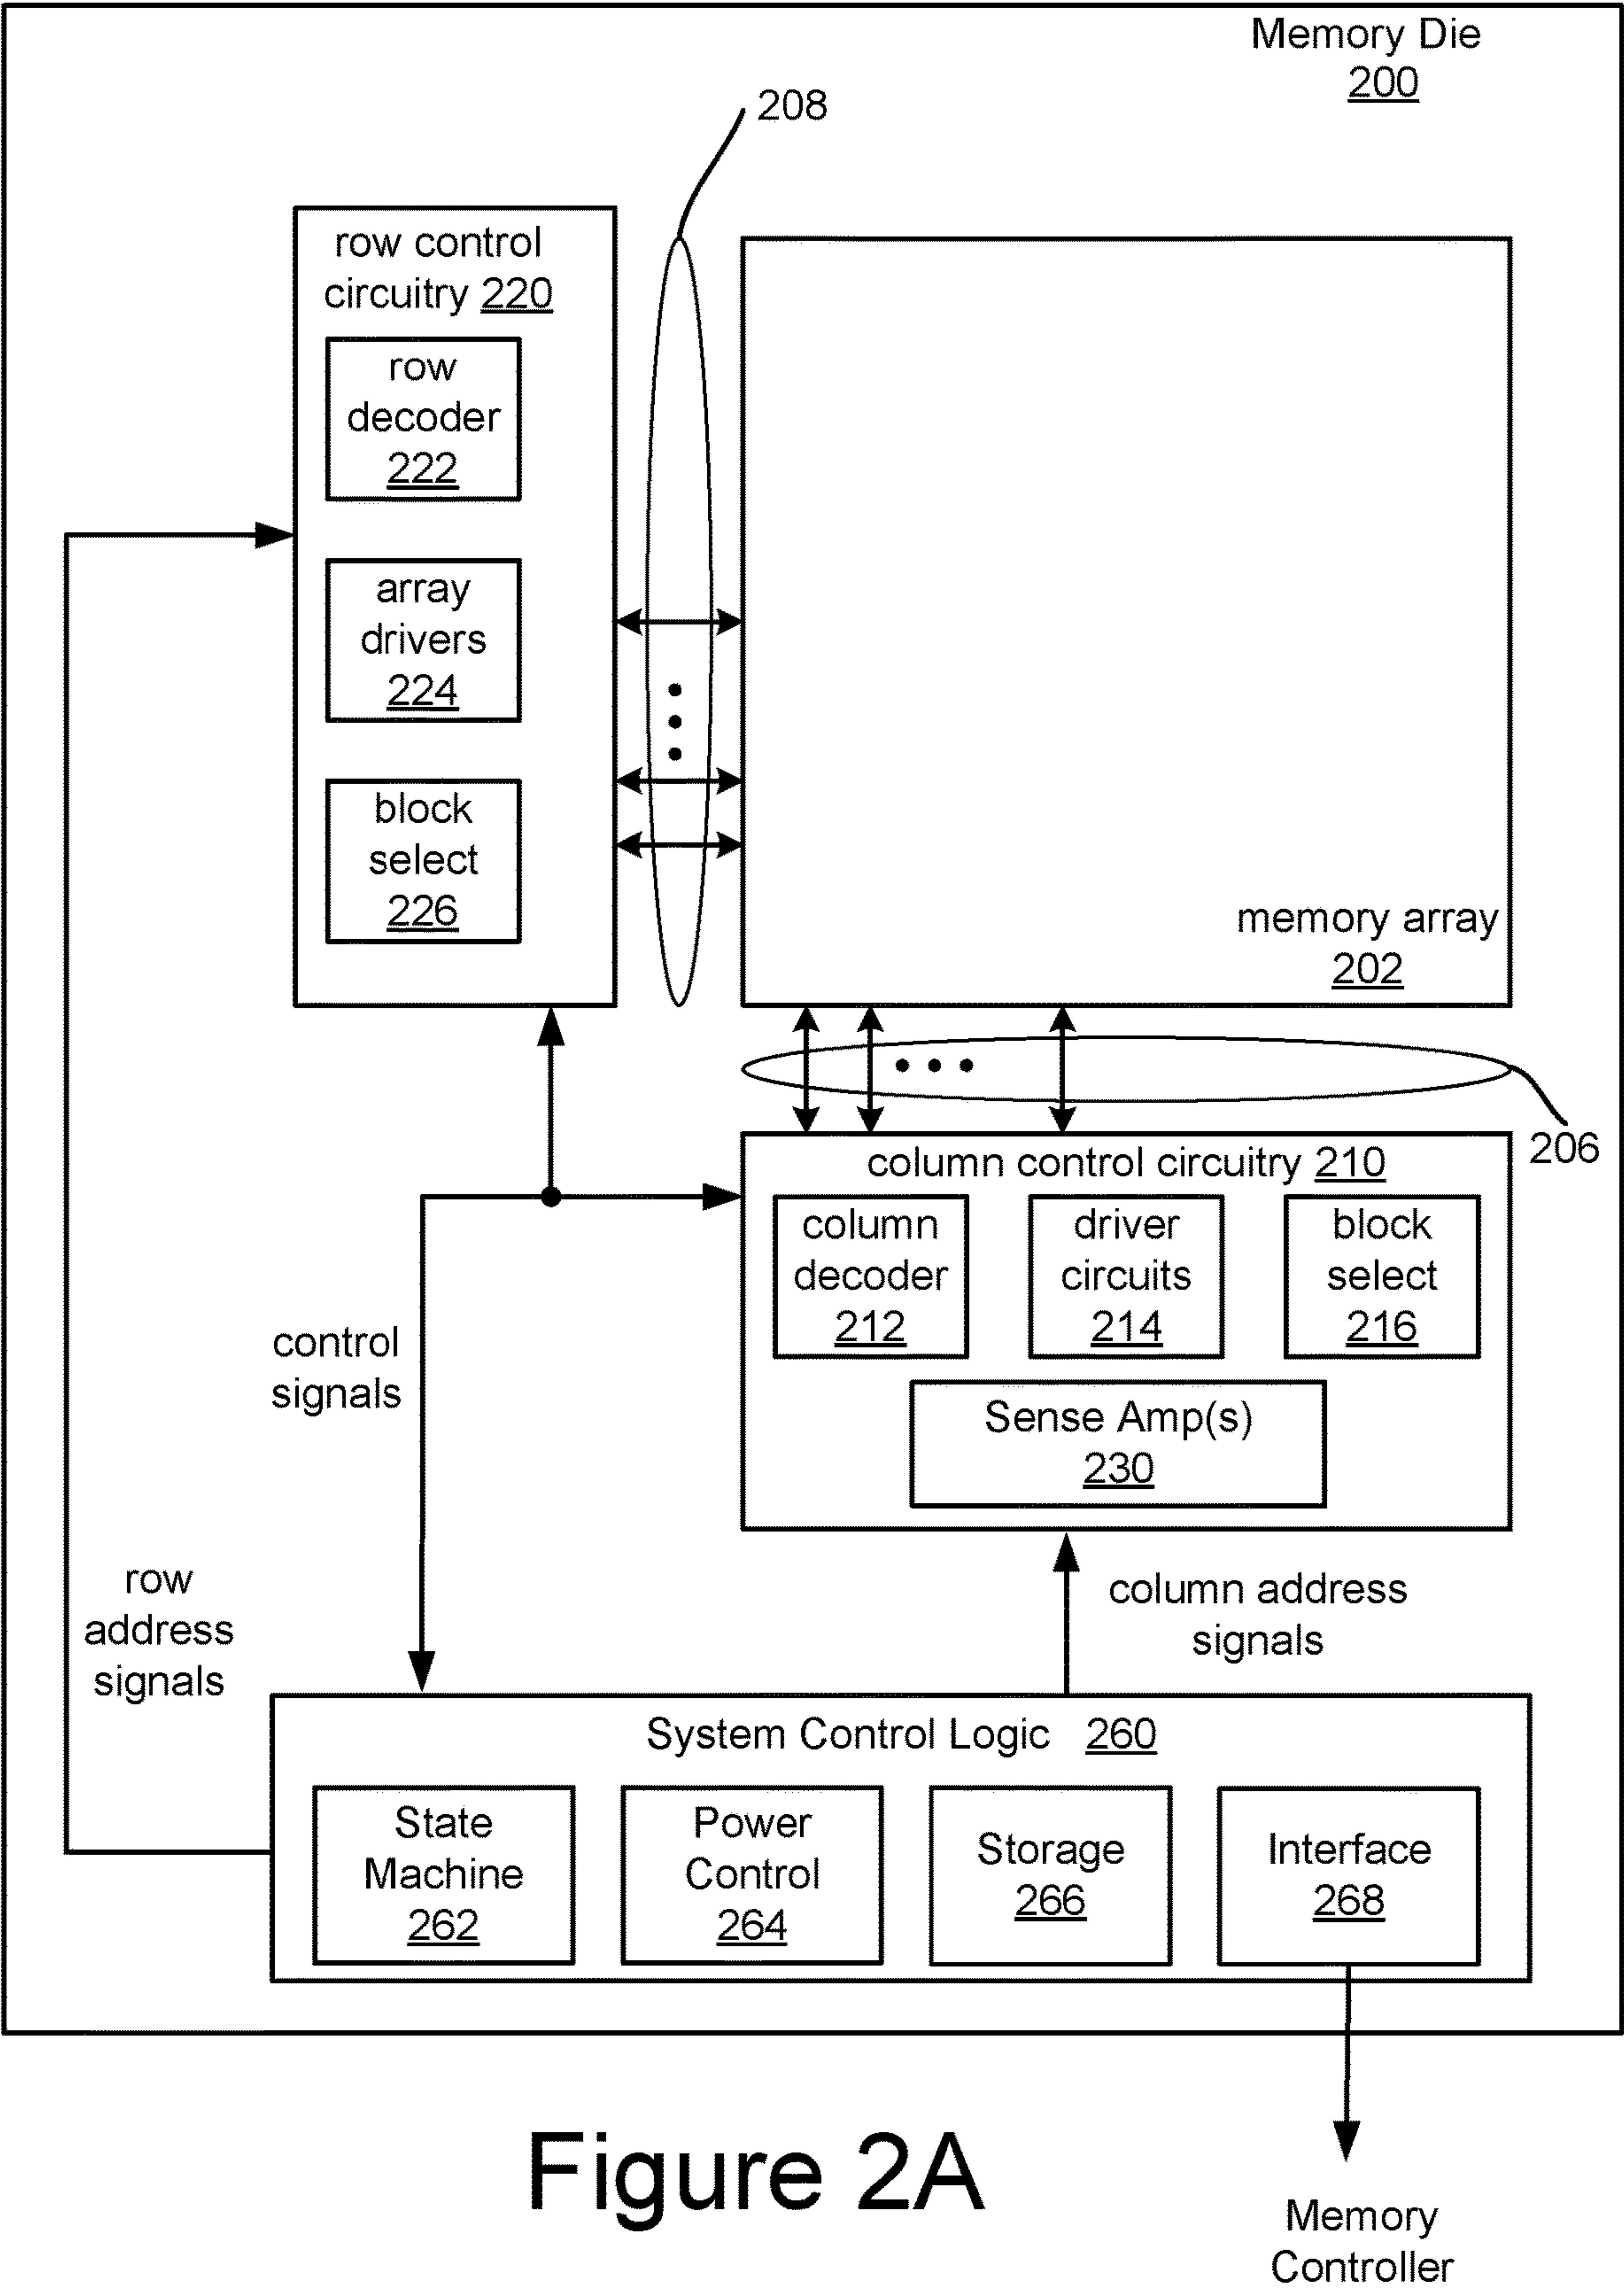 Memory Die
200
208
row control
circuitry 220
row
decoder
222
array
drivers
224
block
select
226
memory array
202
206
column control circuitry 210
column
decoder
212
driver
circuits
214
block
select
216
Sense Amp(s)
230
control
signals
row
address
signals
column address
signals
System Control Logic 260
State
Machine
262
Power
Control
264
Storage
266
Interface
268
Figure 2A
Memory
Controller